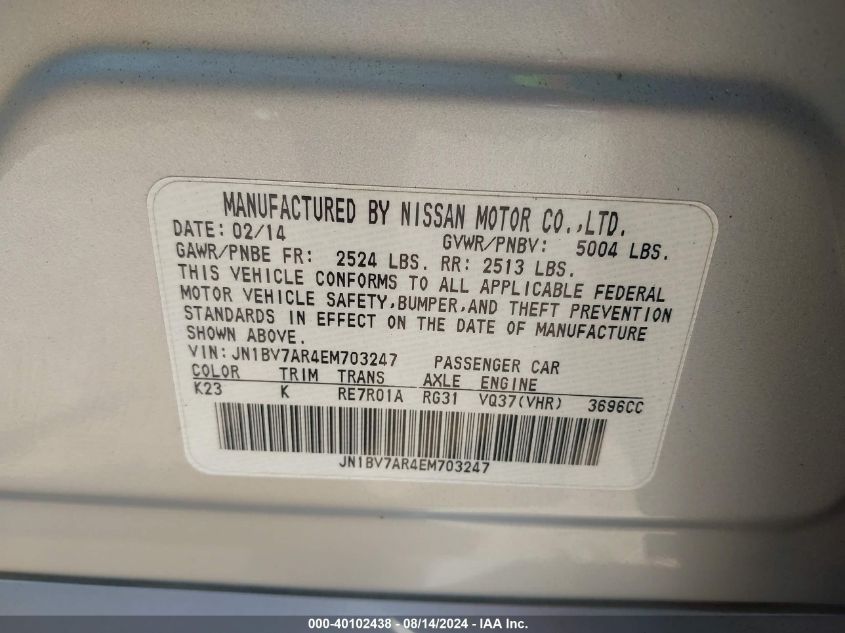 MANUFACTURED BY NISSAN MOTOR CO.,LTD.
DATE: 02/14 GVWR/PNBV: 5004 LBS.
GAWR/PNBE FR: 2524 LBS. RR: 2513 LBS.
THIS VEHICLE CONFORMS TO ALL APPLICABLE FEDERAL
MOTOR VEHICLE SAFETY,BUMPER,AND THEFT PREVENTION
STANDARDS IN EFFECT ON THE DATE OF MANUFACTURE
SHOWN ABOVE.
VIN:JN1BV7AR4EM703247 PASSENGER CAR
COLOR TRIM TRANS AXLE ENGINE
K23 K RE7R01A RG31 VQ37(VHR) 3696CC
JN1BV7AR4EM703247
000-40102438 - 08/14/2024 - IAA Inc.